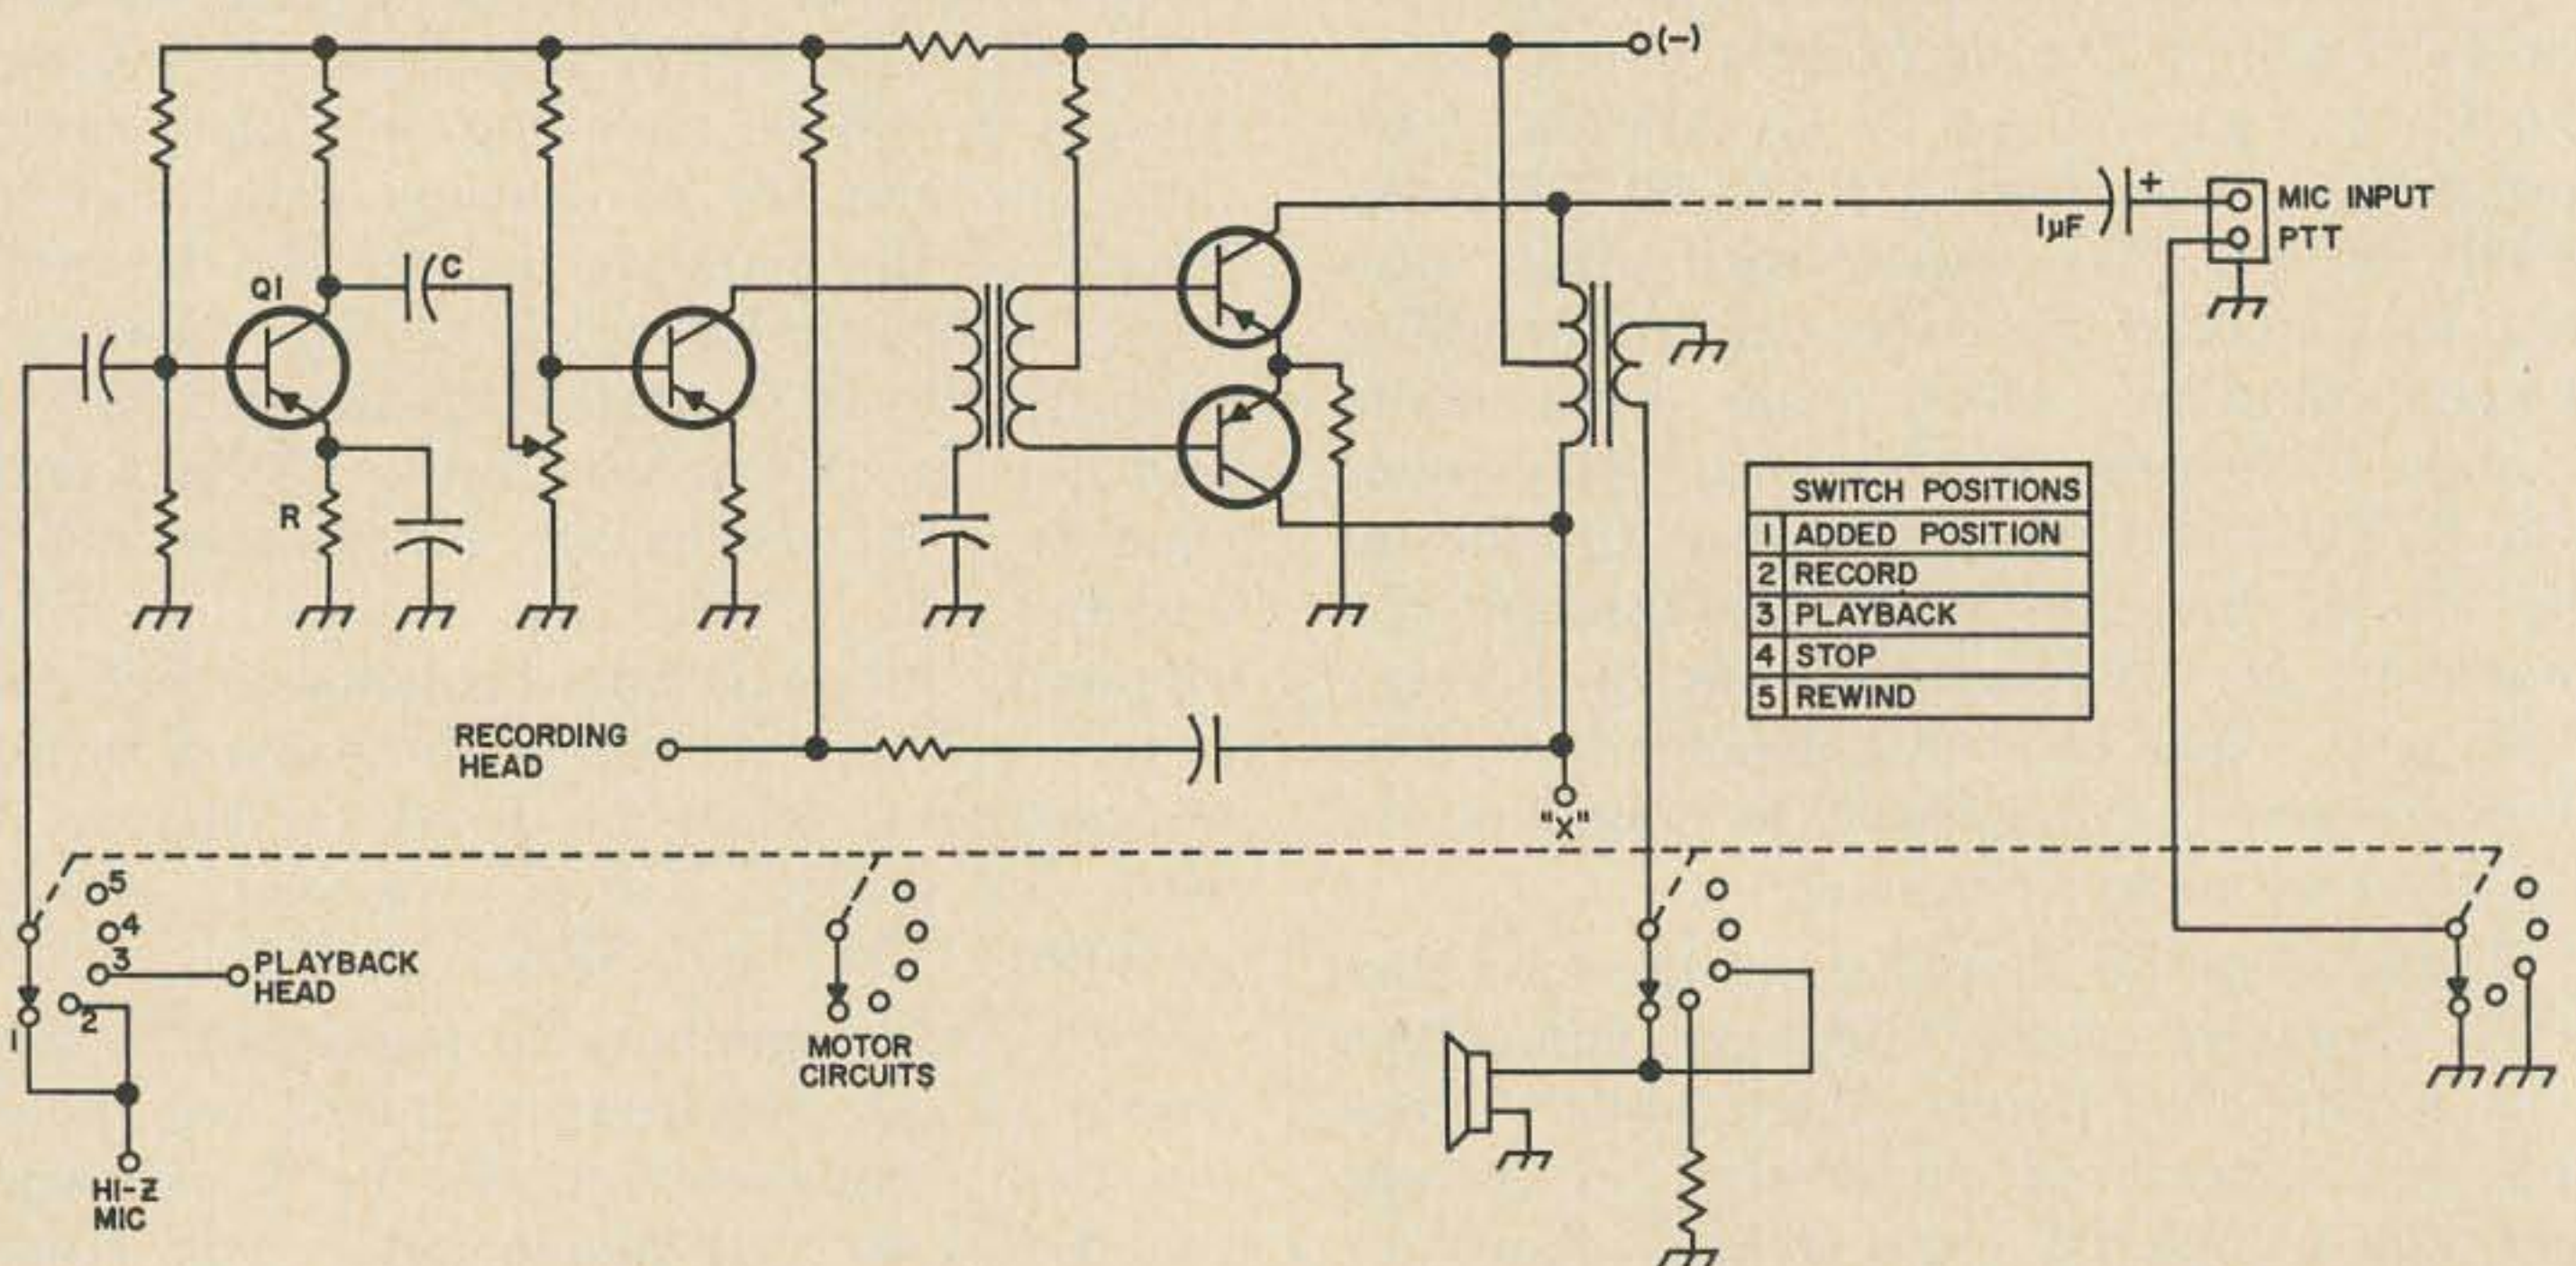 (-)
+
1µF
MIC INPUT
PTT
Q1
C
R
SWITCH POSITIONS
1 ADDED POSITION
2 RECORD
3 PLAYBACK
4 STOP
5 REWIND
RECORDING
HEAD
"X"
5
4
3
2
1
PLAYBACK
HEAD
MOTOR
CIRCUITS
HI-Z
MIC